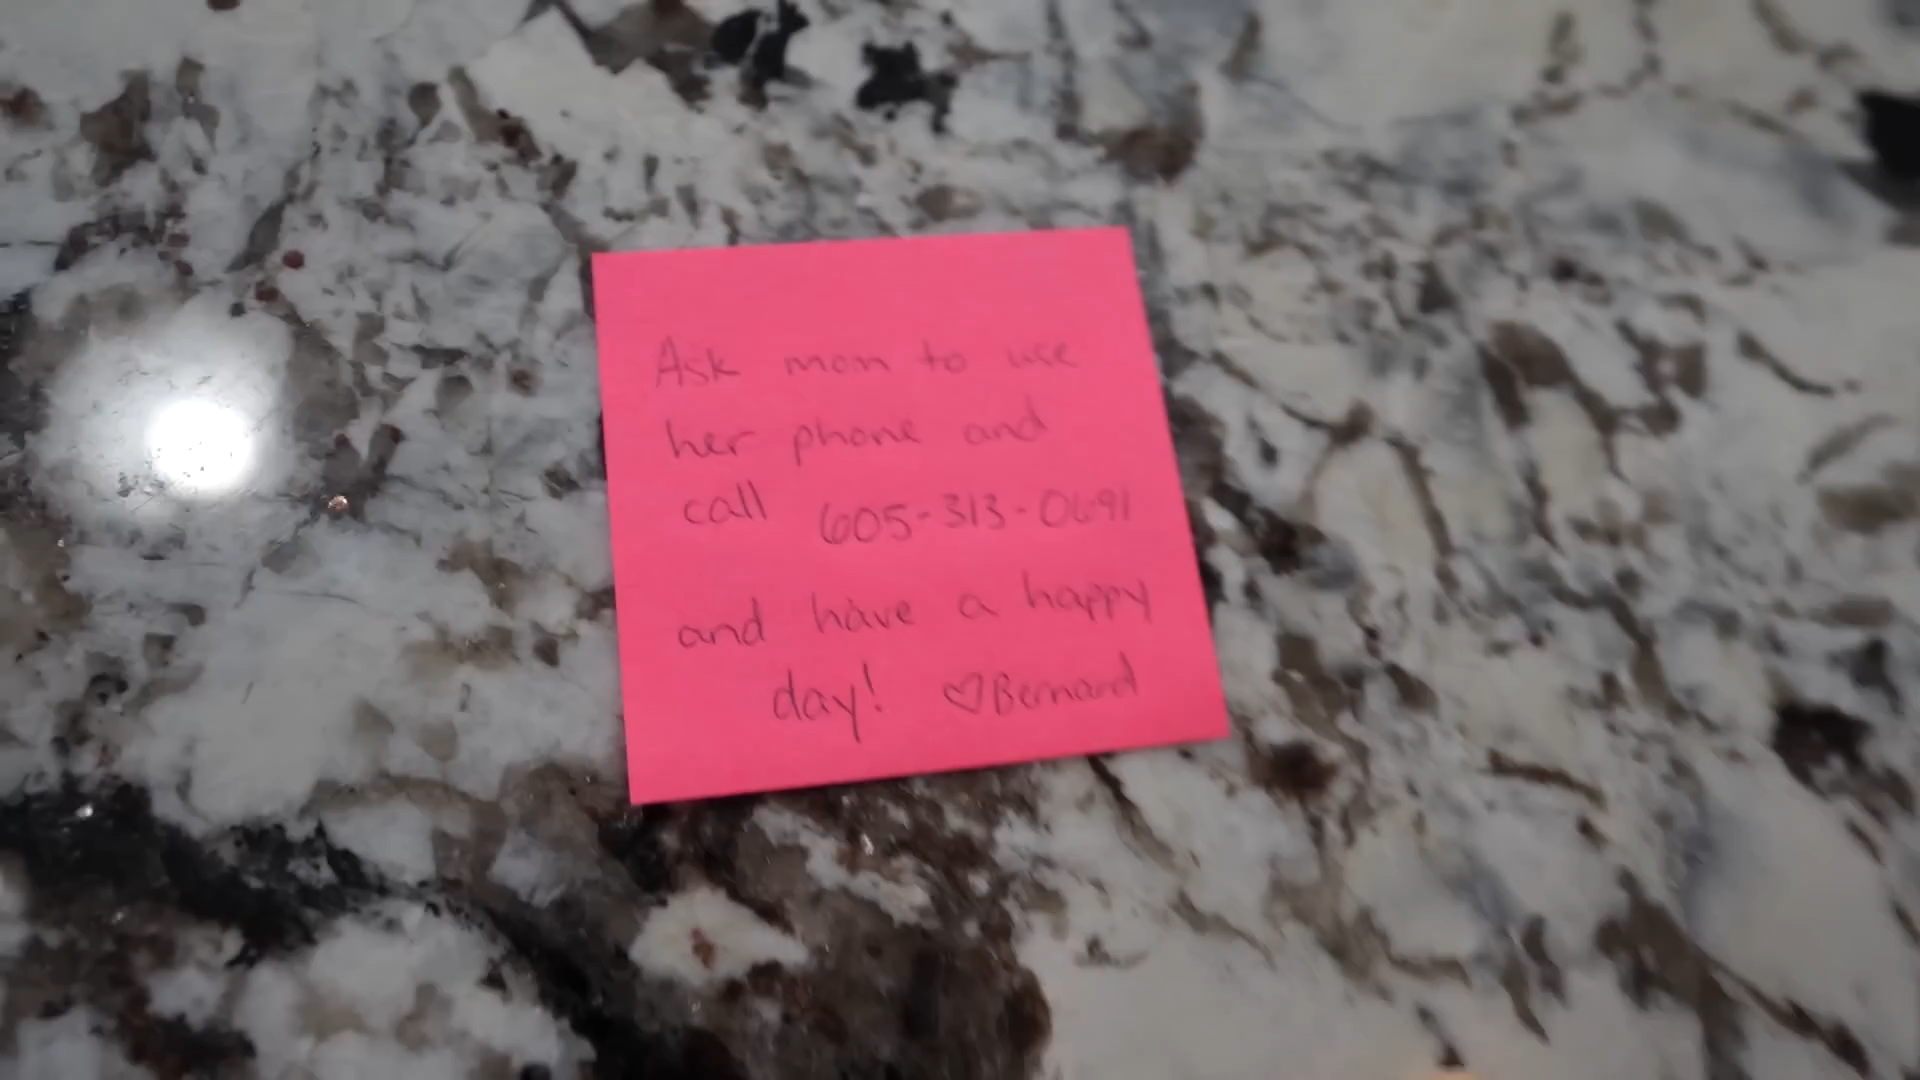 Ask mom to use
her phone and
call 605-313-0691
and have a happy
day! ♡Bernard